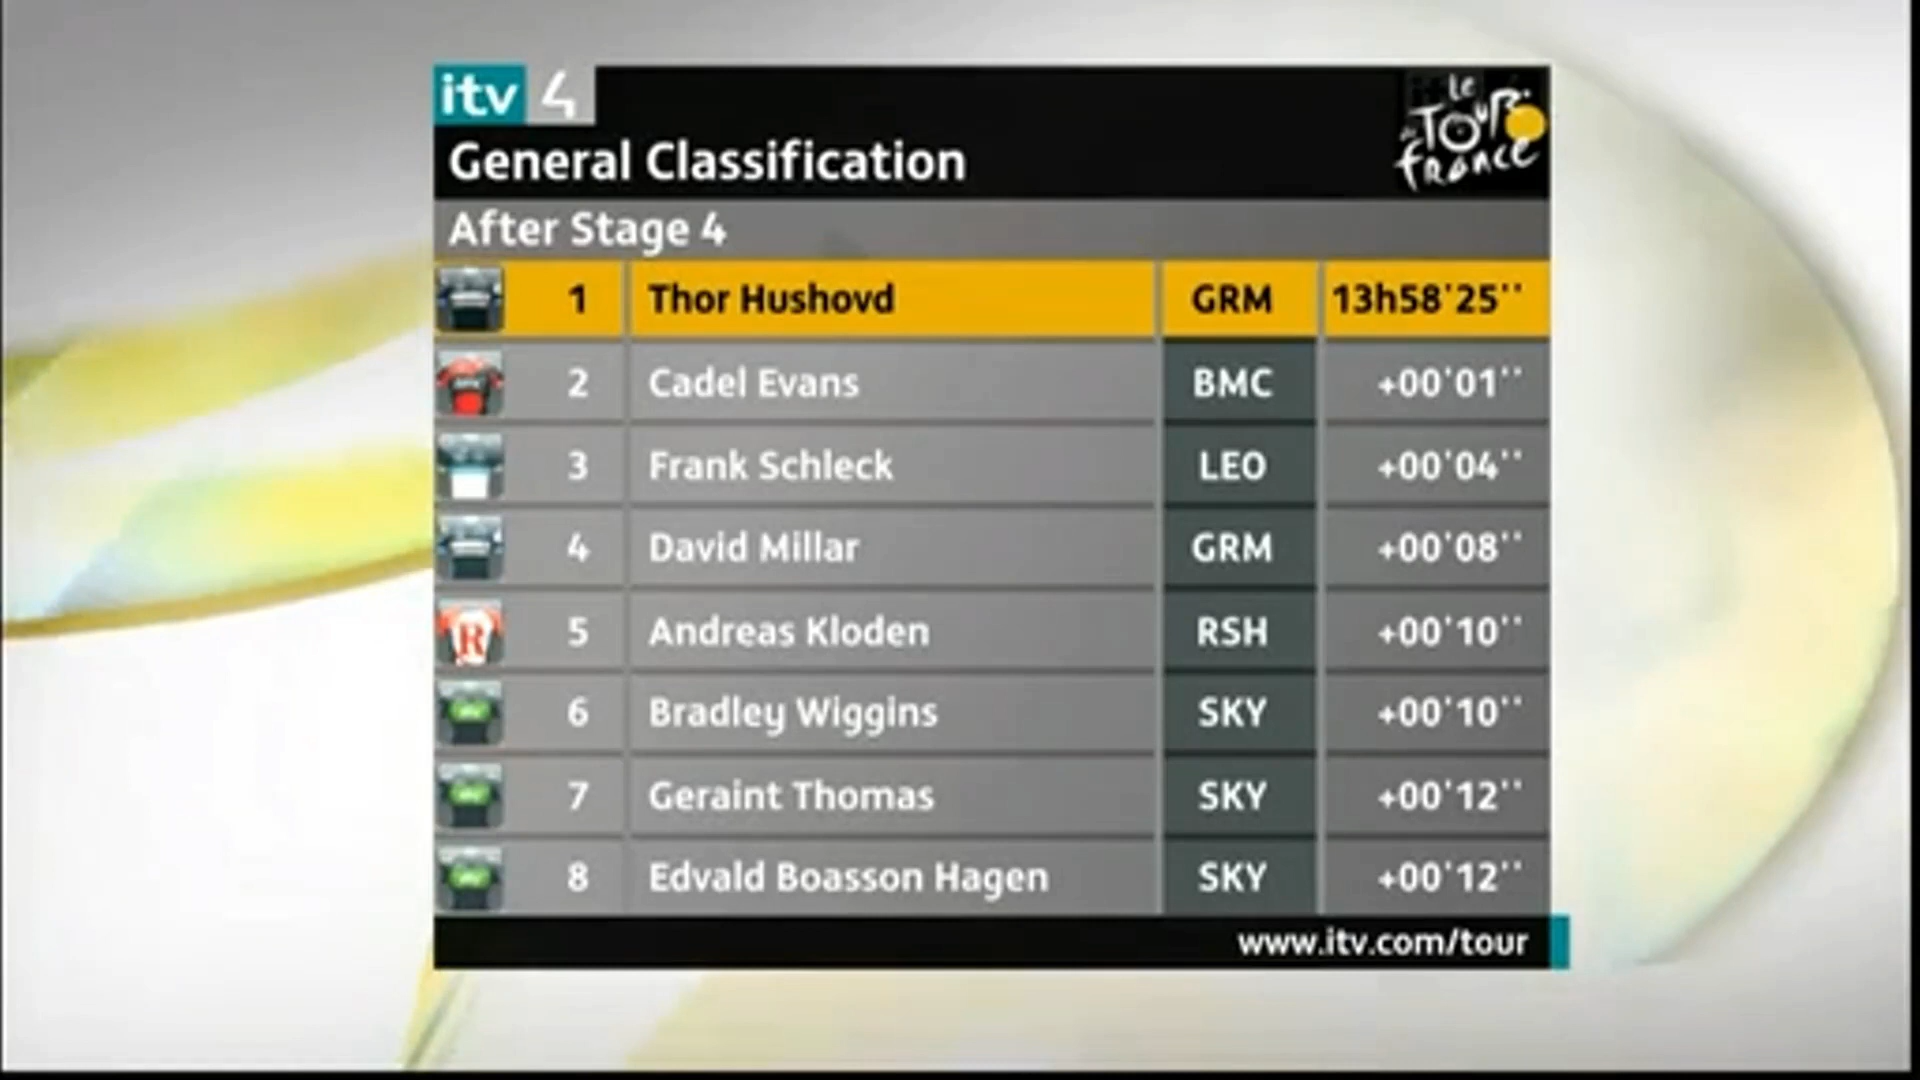 itv 4
Le Tour de France
General Classification
After Stage 4
1 Thor Hushovd GRM 13h58'25''
2 Cadel Evans BMC +00'01''
3 Frank Schleck LEO +00'04''
4 David Millar GRM +00'08''
R 5 Andreas Kloden RSH +00'10''
6 Bradley Wiggins SKY +00'10''
7 Geraint Thomas SKY +00'12''
8 Edvald Boasson Hagen SKY +00'12''
www.itv.com/tour